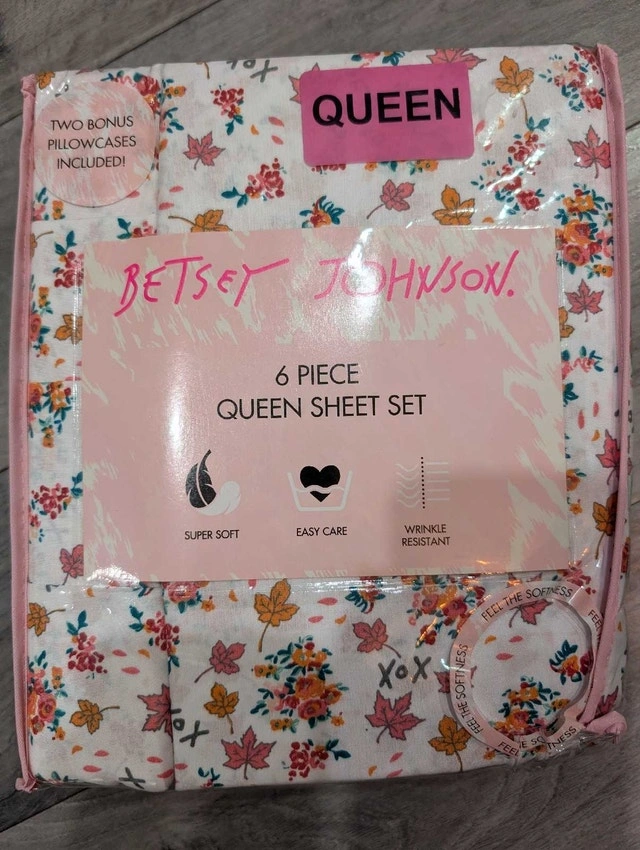 QUEEN
TWO BONUS
PILLOWCASES
INCLUDED!
BETSEY JOHNSON.
6 PIECE
QUEEN SHEET SET
SUPER SOFT
EASY CARE
WRINKLE
RESISTANT
FEEL THE SOFTNESS
FEEL THE SOFTNESS
XOX